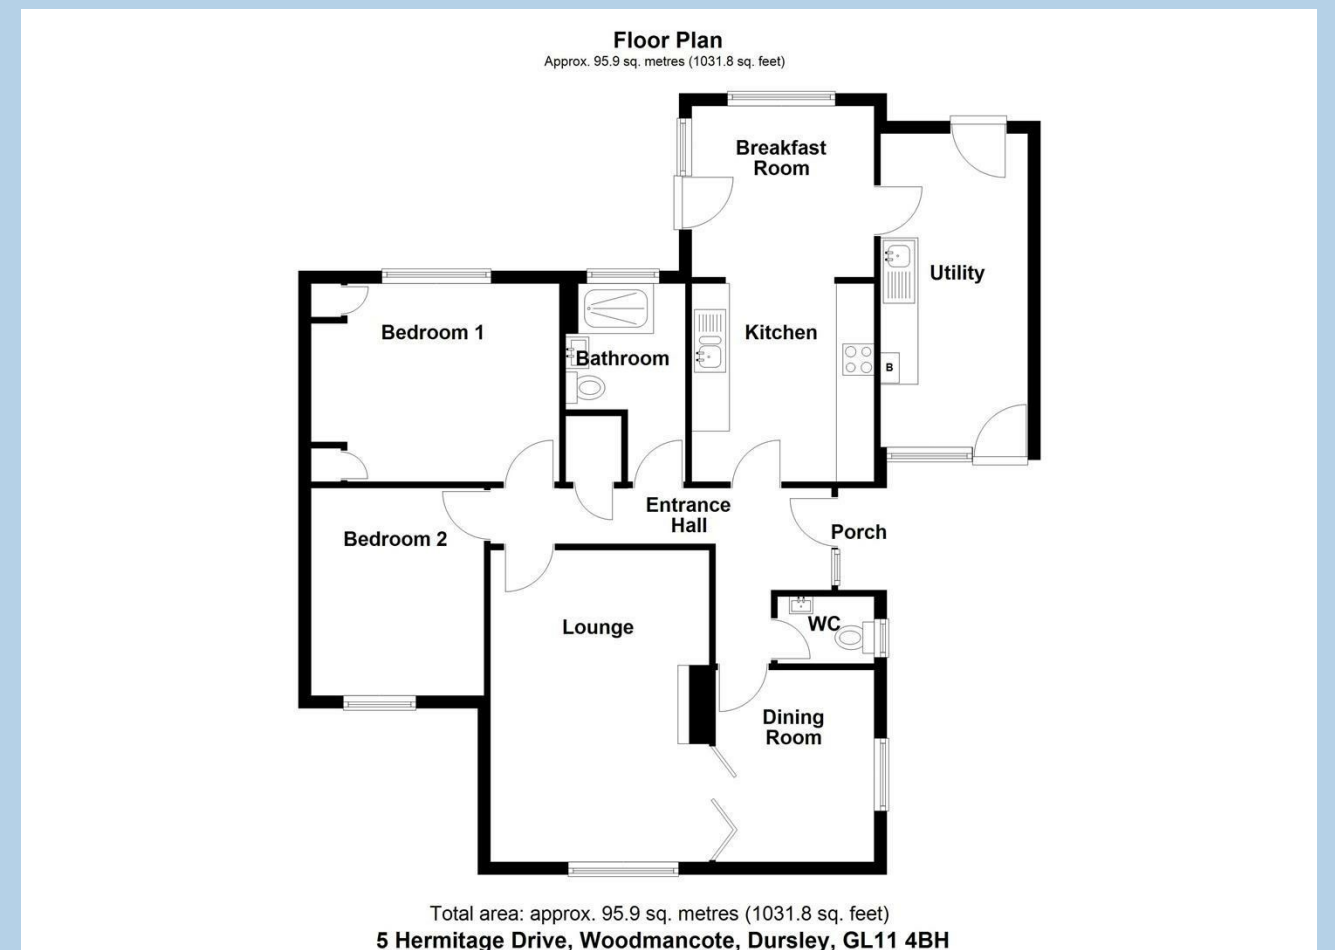 Floor Plan
Approx. 95.9 sq. metres (1031.8 sq. feet)
Breakfast
Room
Utility
Bedroom 1
Kitchen
Bathroom
B
Entrance
Hall
Porch
Bedroom 2
Lounge
WC
Dining
Room
Total area: approx. 95.9 sq. metres (1031.8 sq. feet)
5 Hermitage Drive, Woodmancote, Dursley, GL11 4BH